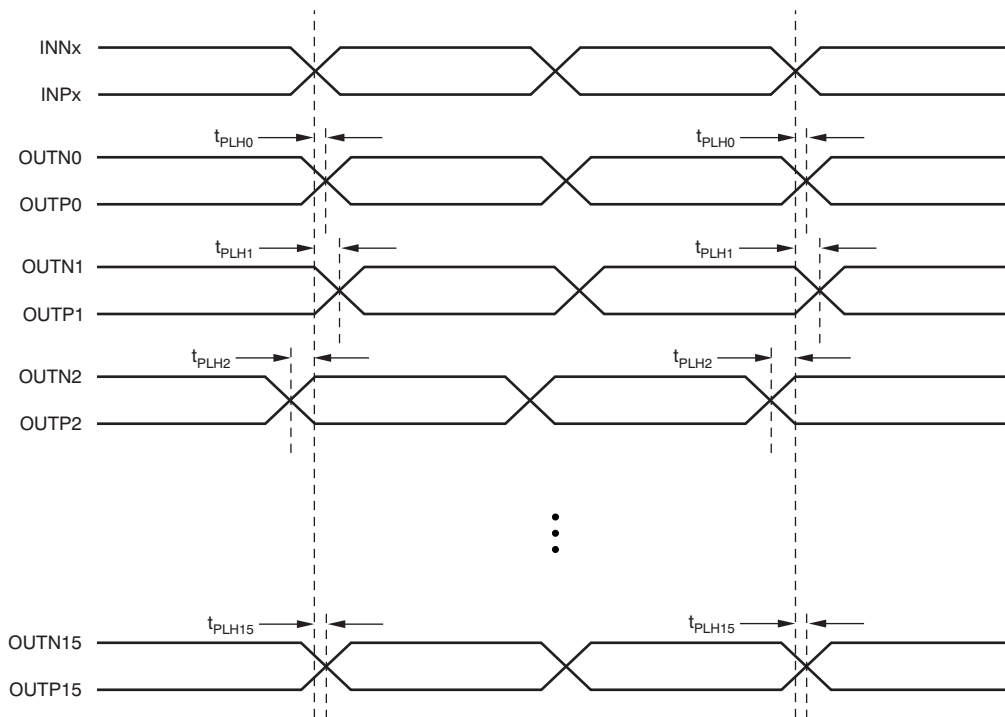 INNx
INPx
tPLH0 tPLH0
OUTN0
OUTP0
tPLH1 tPLH1
OUTN1
OUTP1
tPLH2 tPLH2
OUTN2
OUTP2
tPLH15 tPLH15
OUTN15
OUTP15